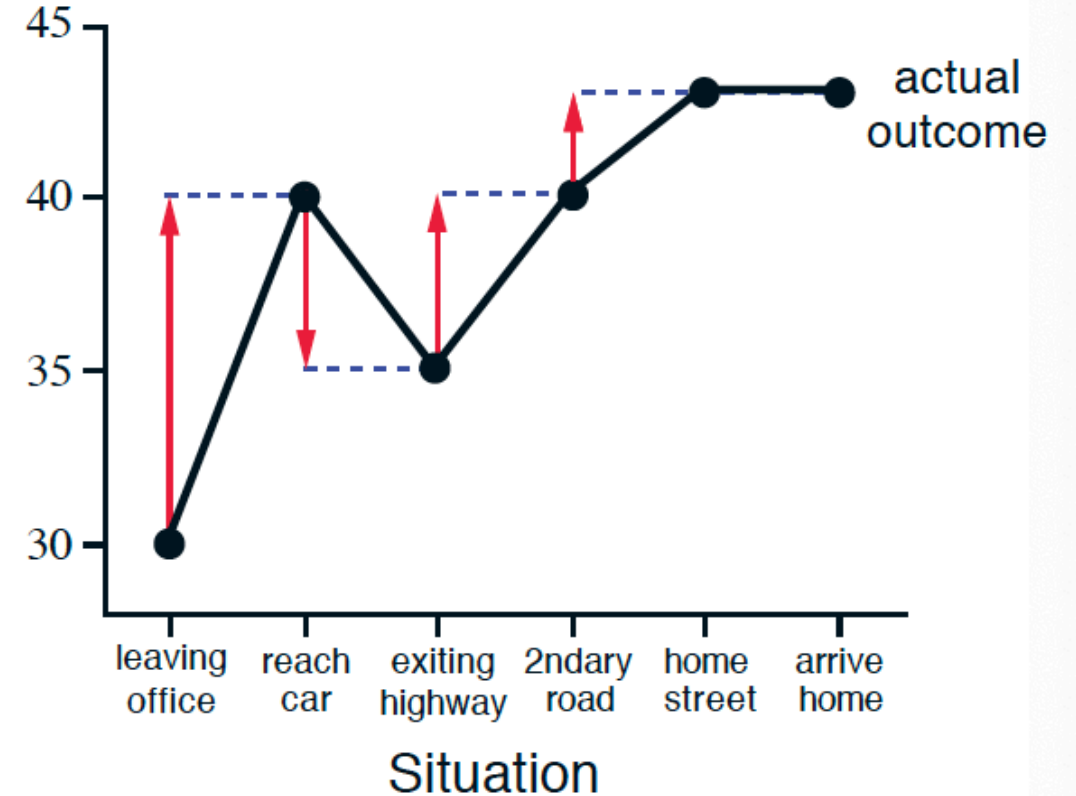 45
40
35
30
actual
outcome
leaving
office
reach
car
exiting
highway
2ndary
road
home
street
arrive
home
Situation